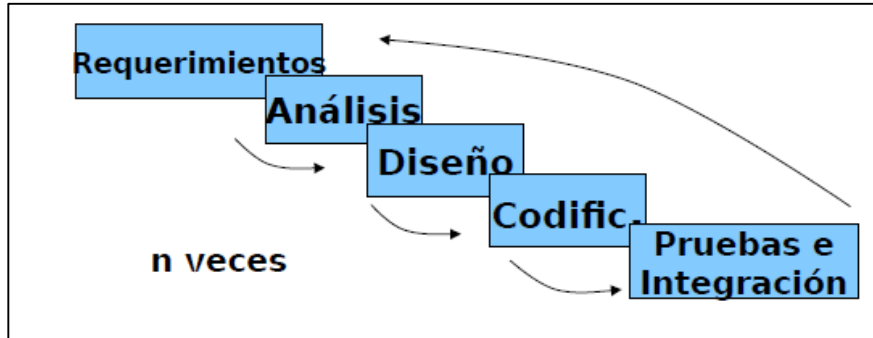 Requerimientos
Análisis
Diseño
Codific.
Pruebas e
Integración
n veces